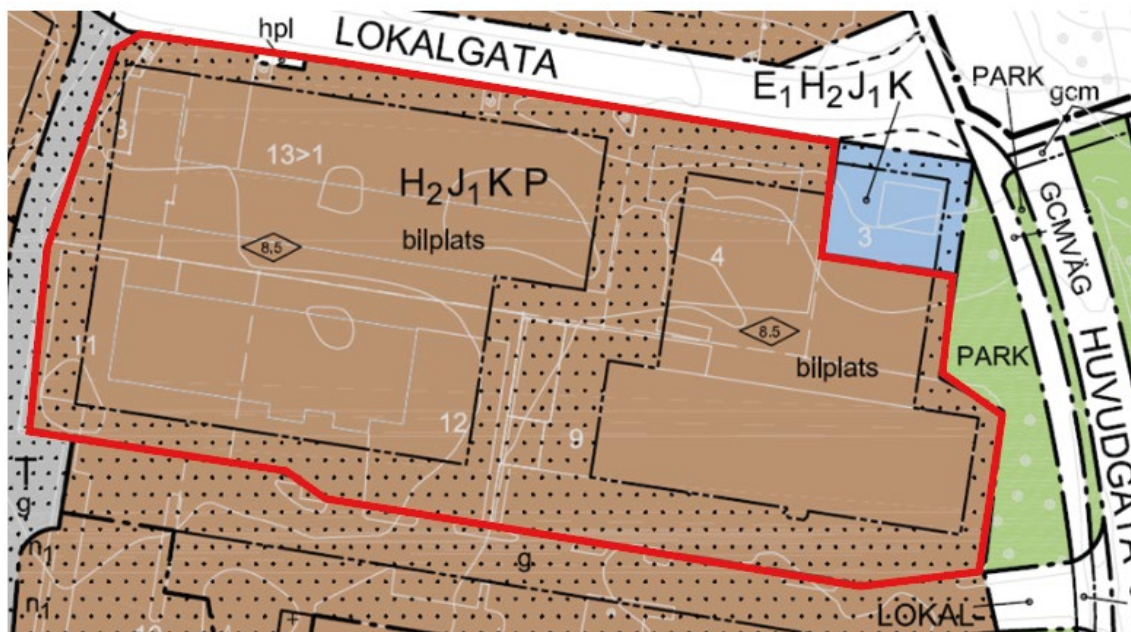 hpl
LOKALGATA
PARK
gcm
E₁H₂J₁K
8
13>1
H₂J₁K P
bilplats
8.5
3
4
GCMVÄG
HUVUDGATA
8.5
bilplats
PARK
11
12
9
T
g
g
n₁
n₁
LOKAL